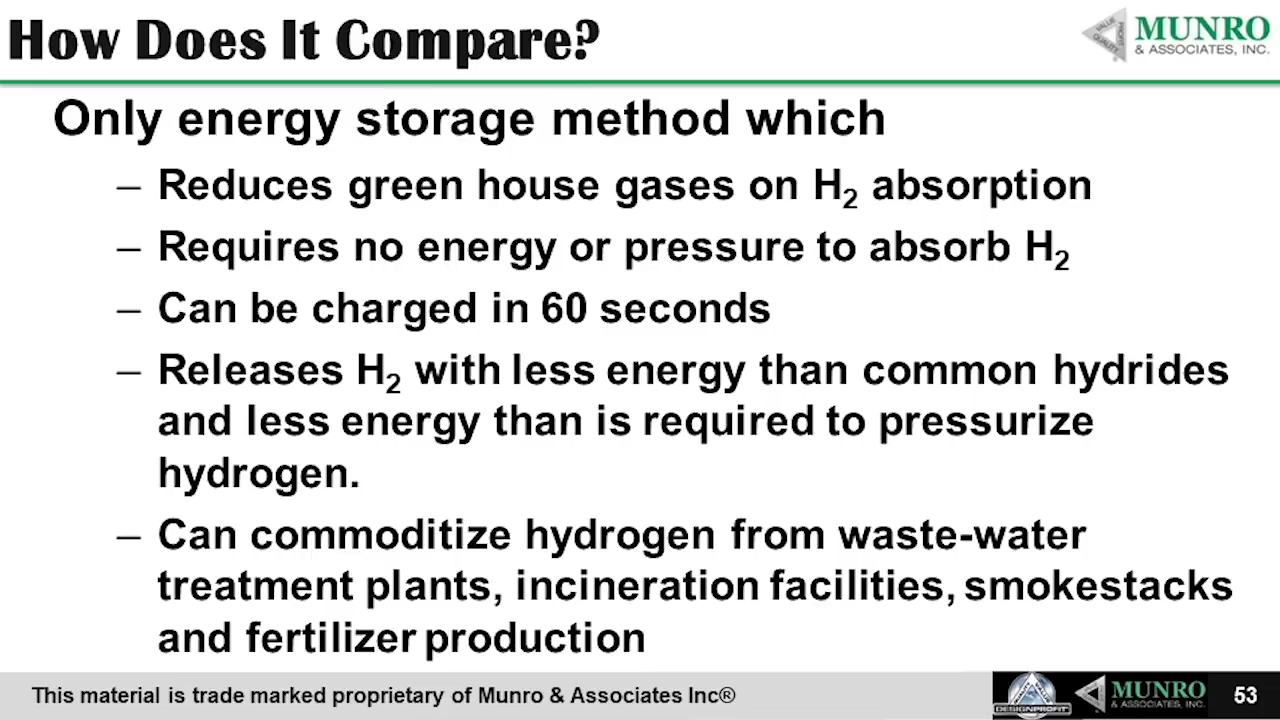 How Does It Compare?
MUNRO
& ASSOCIATES, INC.
Only energy storage method which
– Reduces green house gases on H₂ absorption
– Requires no energy or pressure to absorb H₂
– Can be charged in 60 seconds
– Releases H₂ with less energy than common hydrides
and less energy than is required to pressurize
hydrogen.
– Can commoditize hydrogen from waste-water
treatment plants, incineration facilities, smokestacks
and fertilizer production
This material is trade marked proprietary of Munro & Associates Inc®
DESIGNPROFIT
MUNRO
& ASSOCIATES, INC.
53